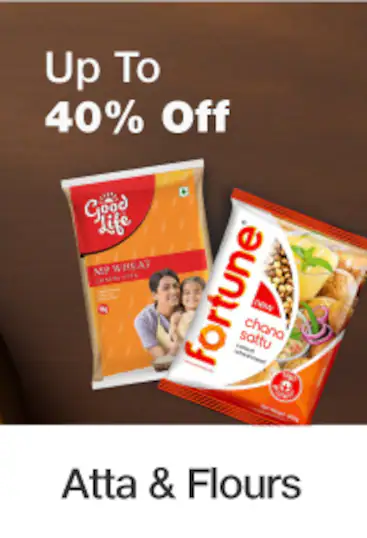 Up To
40% Off
Good
Life
MP WHEAT
fortune
new
chana
sattu
Atta & Flours